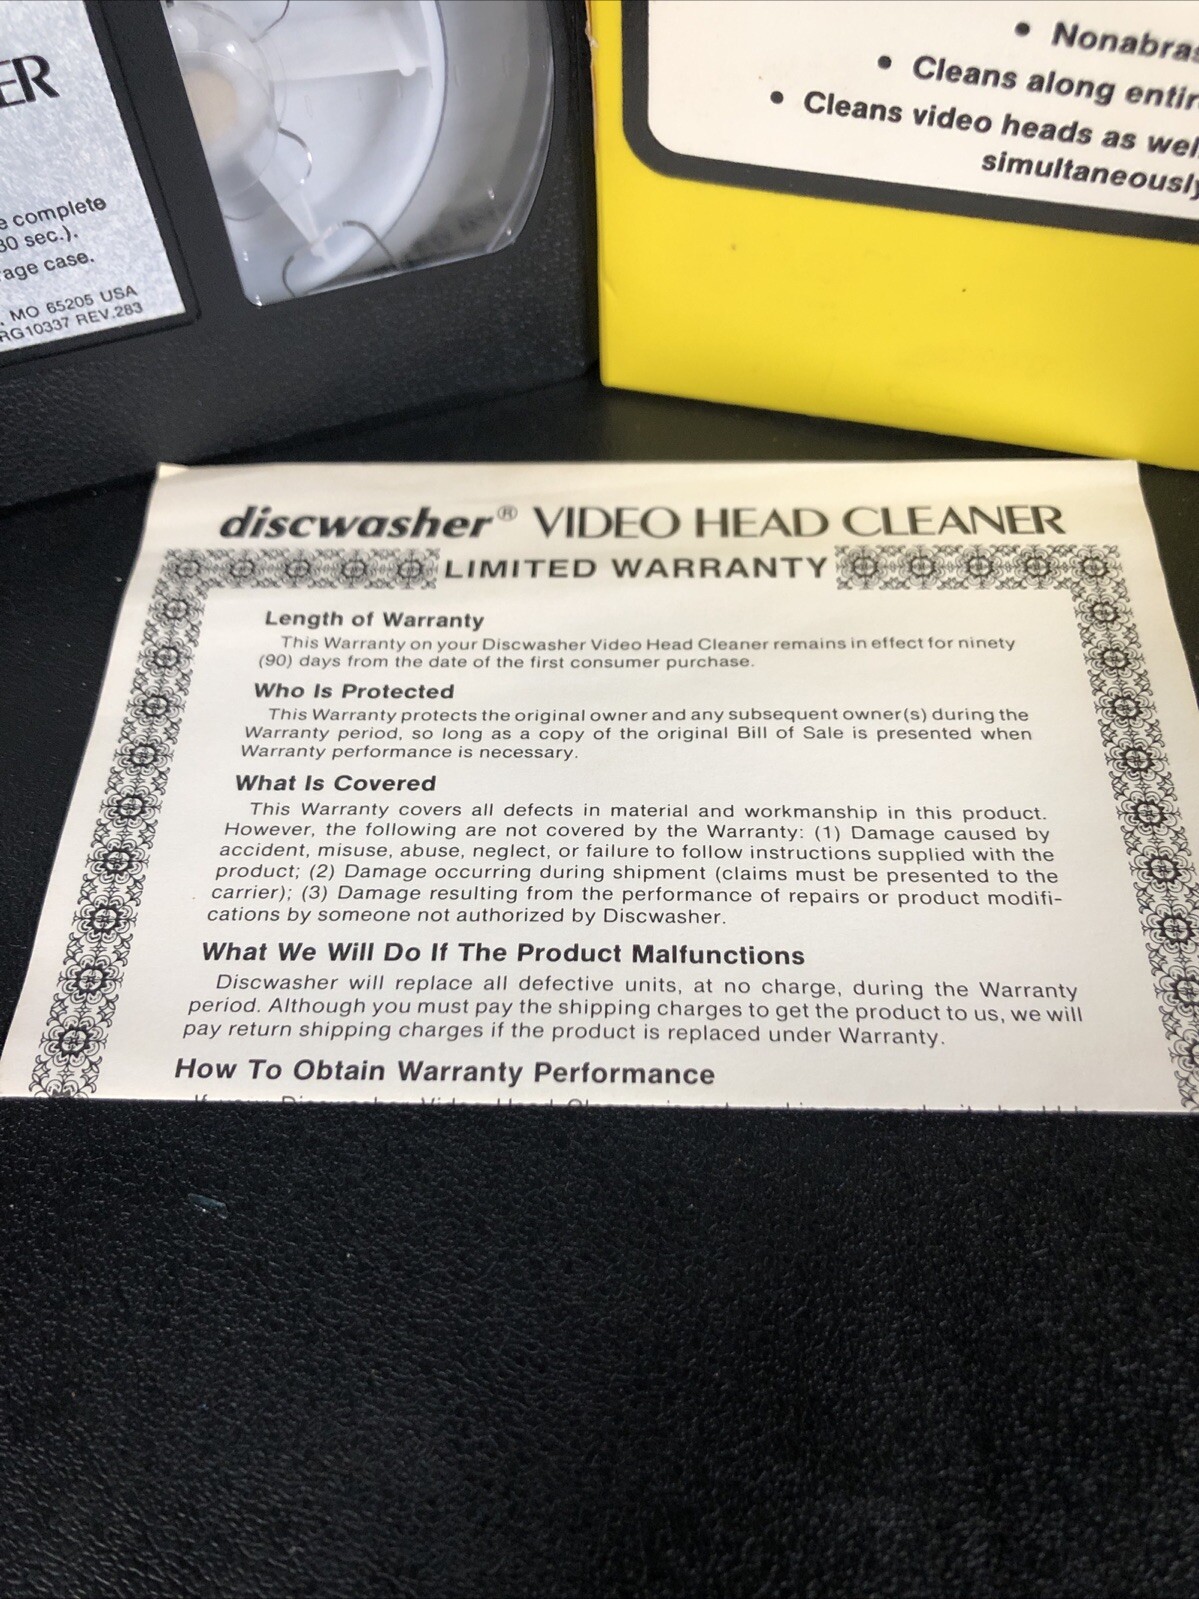 ER
complete
30 sec.).
age case.
MO 65205 USA
RG10337 REV.283
• 
• Cleans along
• Cleans video heads as
simultaneously
discwasher® VIDEO HEAD CLEANER
LIMITED WARRANTY
Length of Warranty
This Warranty on your Discwasher Video Head Cleaner remains in effect for ninety
(90) days from the date of the first consumer purchase.
Who Is Protected
This Warranty protects the original owner and any subsequent owner(s) during the
Warranty period, so long as a copy of the original Bill of Sale is presented when
Warranty performance is necessary.
What Is Covered
This Warranty covers all defects in material and workmanship in this product.
However, the following are not covered by the Warranty: (1) Damage caused by
accident, misuse, abuse, neglect, or failure to follow instructions supplied with the
product; (2) Damage occurring during shipment (claims must be presented to the
carrier); (3) Damage resulting from the performance of repairs or product modifi-
cations by someone not authorized by Discwasher.
What We Will Do If The Product Malfunctions
Discwasher will replace all defective units, at no charge, during the Warranty
period. Although you must pay the shipping charges to get the product to us, we will
pay return shipping charges if the product is replaced under Warranty.
How To Obtain Warranty Performance